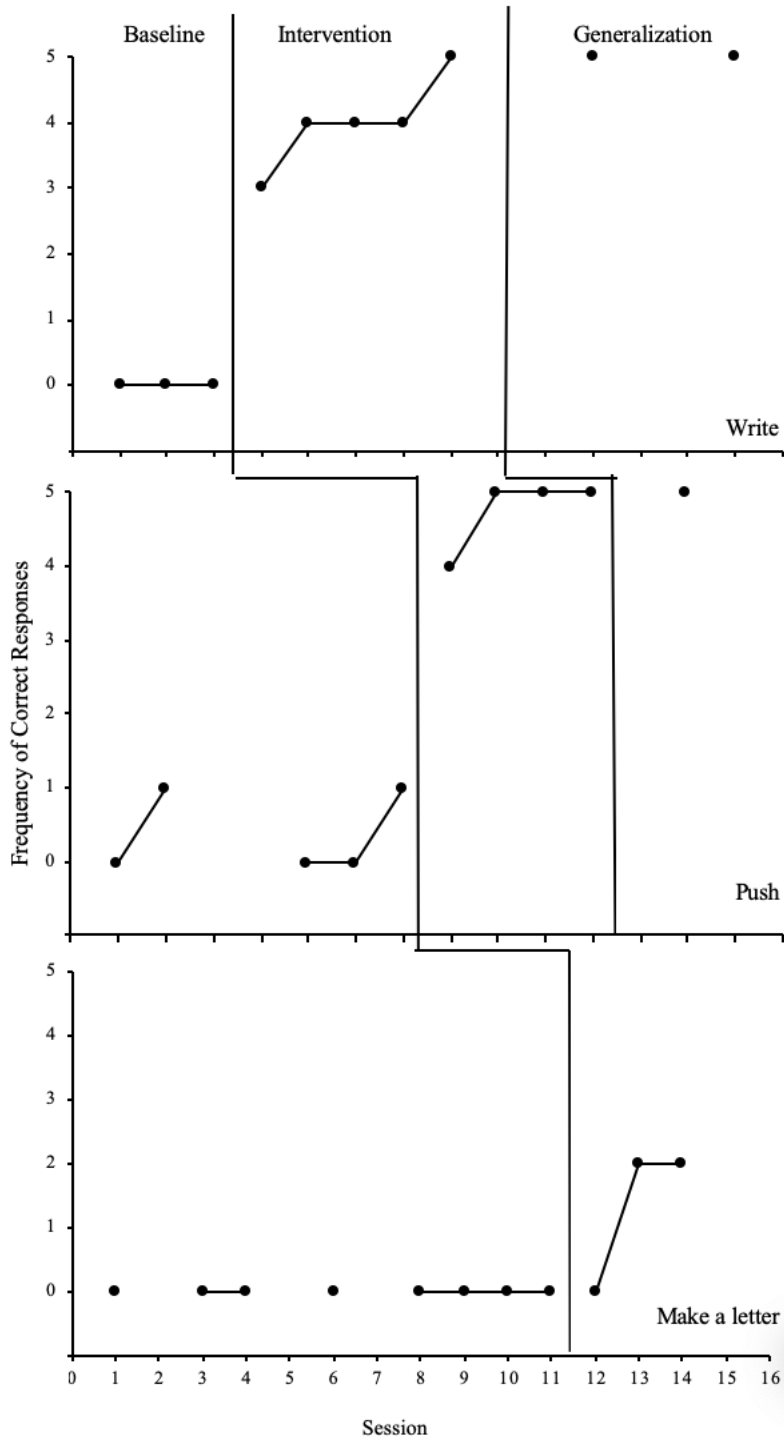 Baseline Intervention Generalization
5
4
3
2
1
0
Write
5
4
3
2
1
0
Push
Frequency of Correct Responses
5
4
3
2
1
0
Make a letter
0 1 2 3 4 5 6 7 8 9 10 11 12 13 14 15 16
Session